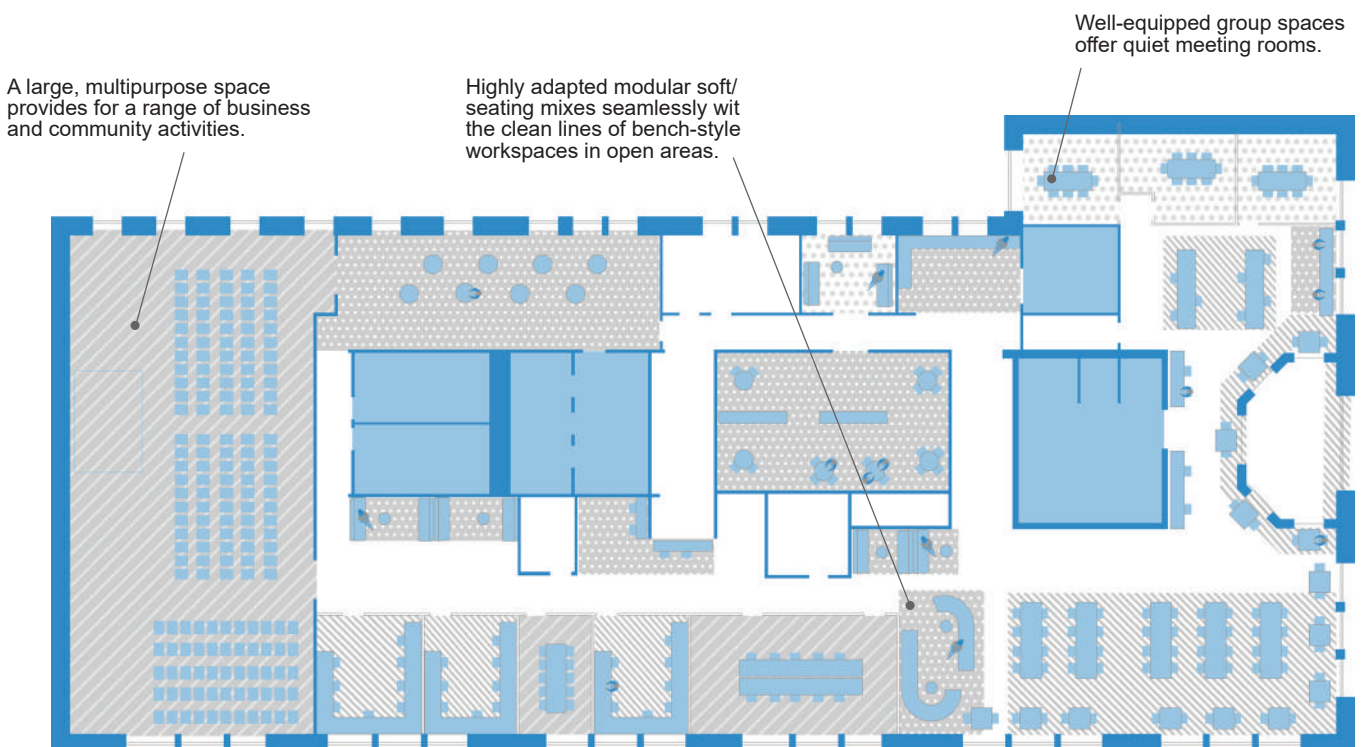 Well-equipped group spaces
offer quiet meeting rooms.
A large, multipurpose space
provides for a range of business
and community activities.
Highly adapted modular soft/
seating mixes seamlessly wit
the clean lines of bench-style
workspaces in open areas.